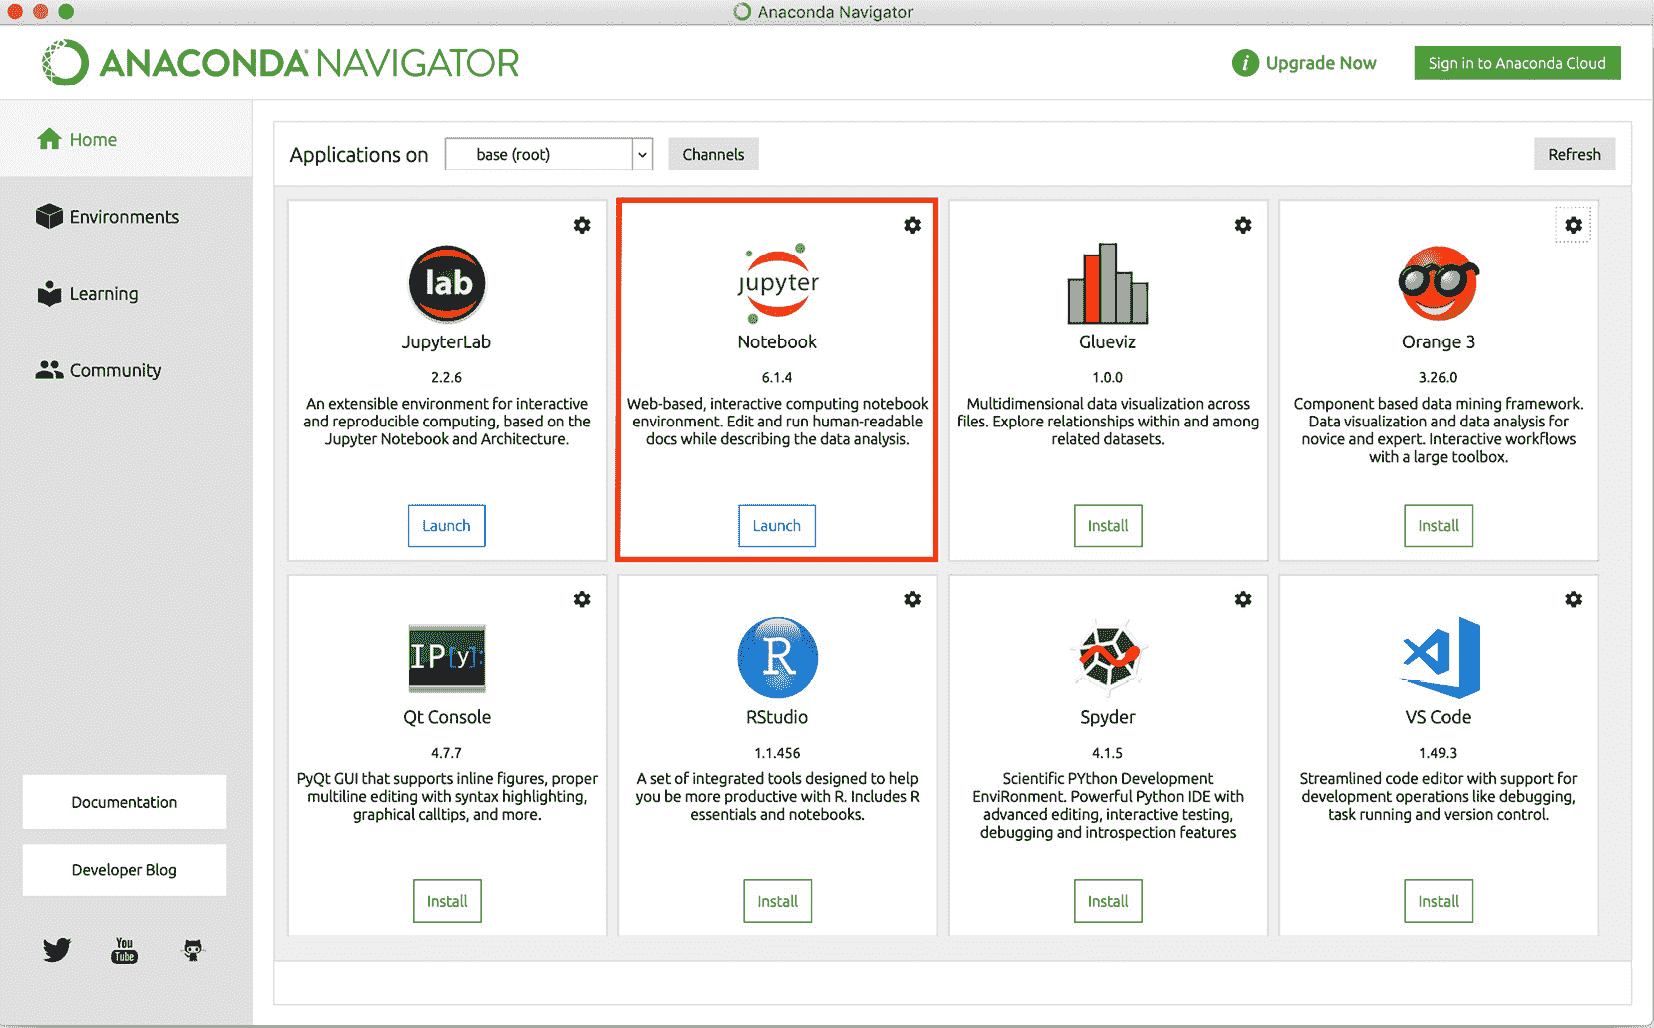 Anaconda Navigator
ANACONDA NAVIGATOR
i Upgrade Now
Sign in to Anaconda Cloud
Home
Environments
Learning
Community
Documentation
Developer Blog
You
Tube
Applications on
base (root)
Channels
Refresh
lab
JupyterLab
2.2.6
An extensible environment for interactive
and reproducible computing, based on the
Jupyter Notebook and Architecture.
Launch
jupyter
Notebook
6.1.4
Web-based, interactive computing notebook
environment. Edit and run human-readable
docs while describing the data analysis.
Launch
Glueviz
1.0.0
Multidimensional data visualization across
files. Explore relationships within and among
related datasets.
Install
Orange 3
3.26.0
Component based data mining framework.
Data visualization and data analysis for
novice and expert. Interactive workflows
with a large toolbox.
Install
IP[y]:
Qt Console
4.7.7
PyQt GUI that supports inline figures, proper
multiline editing with syntax highlighting,
graphical calltips, and more.
Install
R
RStudio
1.1.456
A set of integrated tools designed to help
you be more productive with R. Includes R
essentials and notebooks.
Install
Spyder
4.1.5
Scientific PYthon Development
EnviRonment. Powerful Python IDE with
advanced editing, interactive testing,
debugging and introspection features
Install
VS Code
1.49.3
Streamlined code editor with support for
development operations like debugging,
task running and version control.
Install